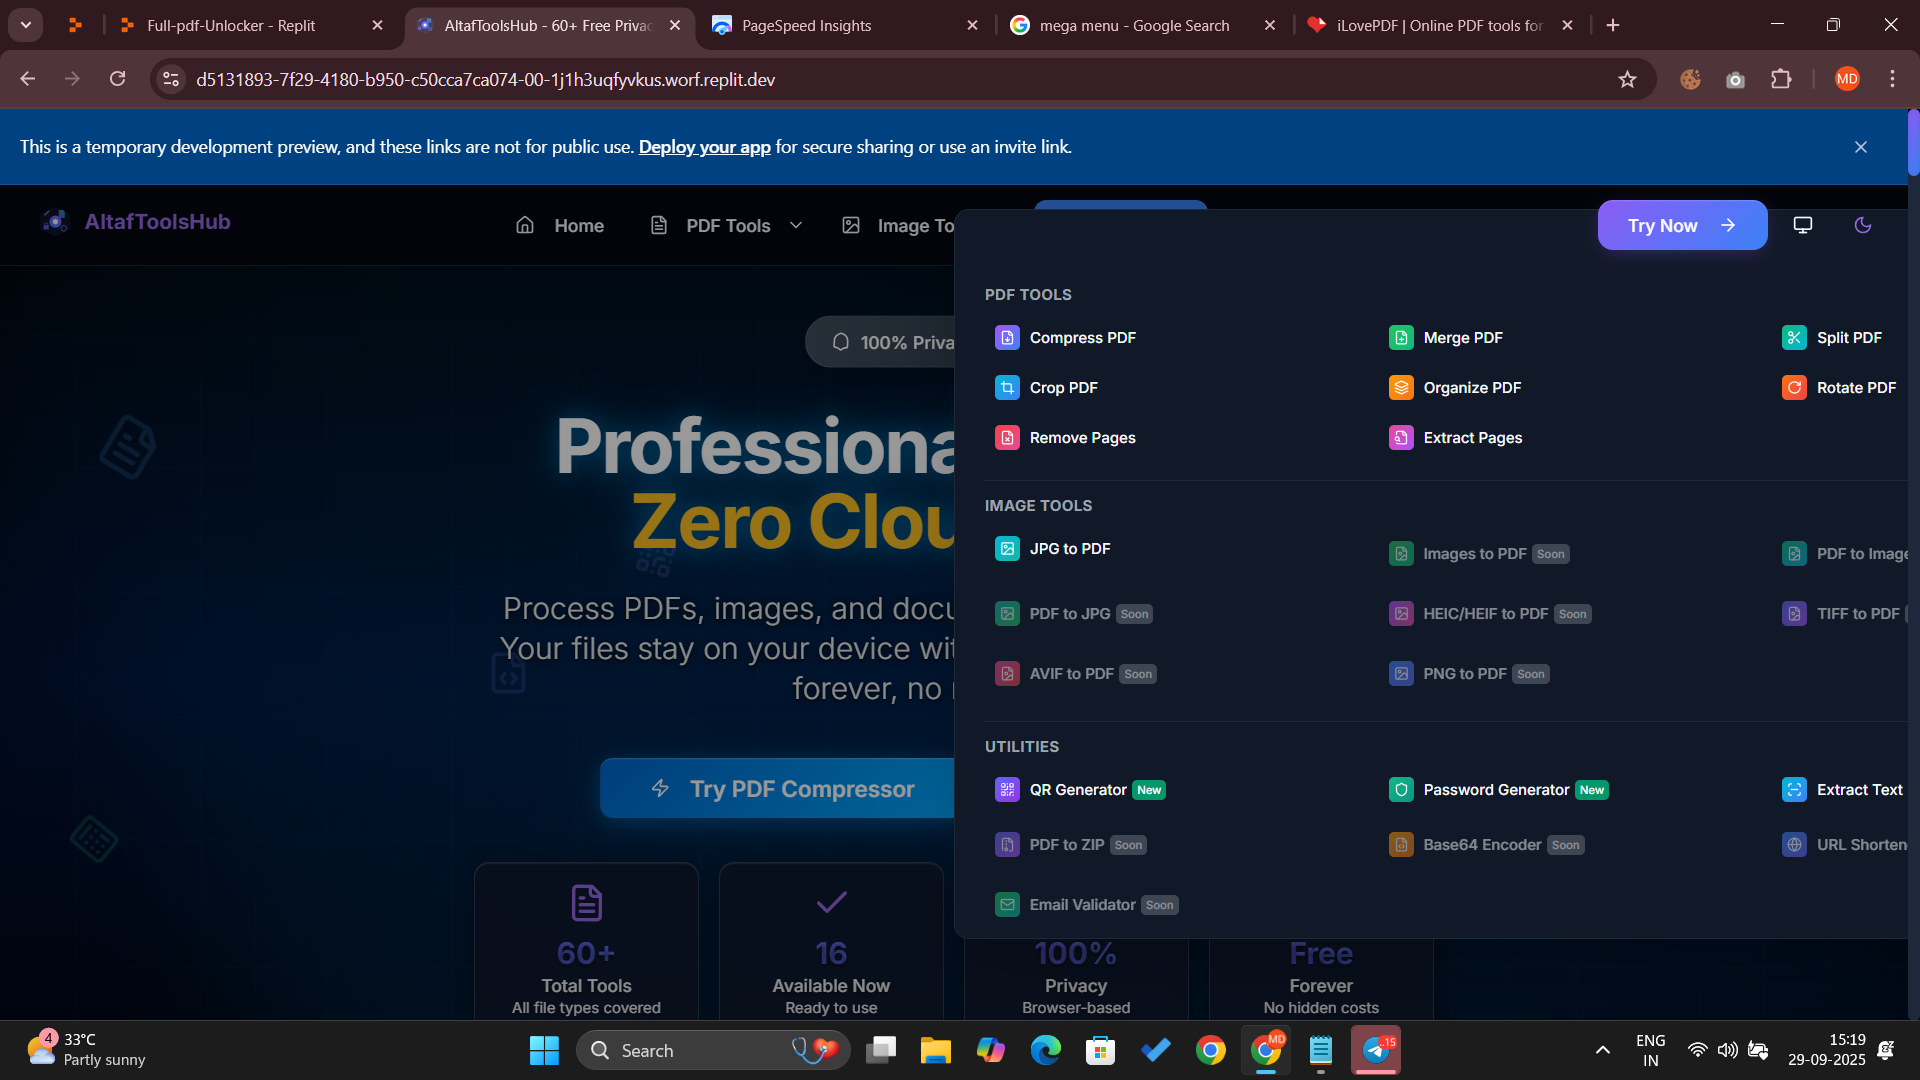 Full-pdf-Unlocker - Replit
AltafToolsHub - 60+ Free Privac
PageSpeed Insights
mega menu - Google Search
iLovePDF | Online PDF tools for
d5131893-7f29-4180-b950-c50cca7ca074-00-1j1h3uqfyvkus.worf.replit.dev
MD
This is a temporary development preview, and these links are not for public use. Deploy your app for secure sharing or use an invite link.
AltafToolsHub
Home
PDF Tools
Image To
Try Now
100% Priva
Professiona
Zero Clou
Process PDFs, images, and docu
Your files stay on your device wit
forever, no
Try PDF Compressor
PDF TOOLS
Compress PDF
Merge PDF
Split PDF
Crop PDF
Organize PDF
Rotate PDF
Remove Pages
Extract Pages
IMAGE TOOLS
JPG to PDF
Images to PDF Soon
PDF to Image
PDF to JPG Soon
HEIC/HEIF to PDF Soon
TIFF to PDF
AVIF to PDF Soon
PNG to PDF Soon
UTILITIES
QR Generator New
Password Generator New
Extract Text
PDF to ZIP Soon
Base64 Encoder Soon
URL Shorten
Email Validator Soon
60+
Total Tools
All file types covered
16
Available Now
Ready to use
100%
Privacy
Browser-based
Free
Forever
No hidden costs
4
33°C
Partly sunny
Search
MD
..15
ENG
IN
15:19
29-09-2025